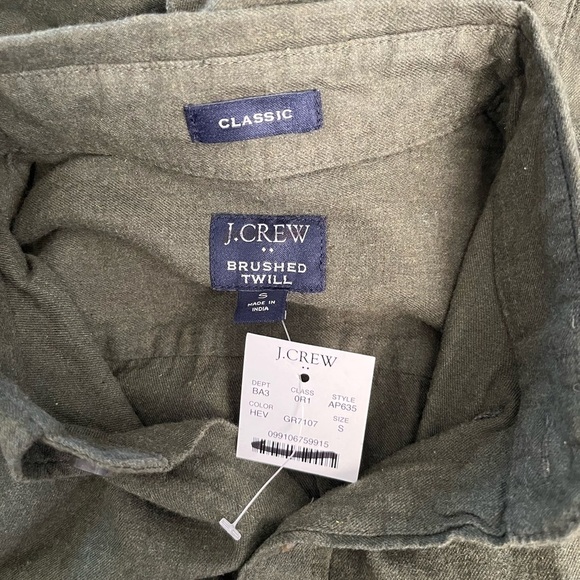 CLASSIC
J.CREW
BRUSHED
TWILL
S
MADE IN
INDIA
J.CREW
DEPT CLASS STYLE
BA3 0R1 AP635
COLOR SIZE
HEV GR7107 S
099106759915